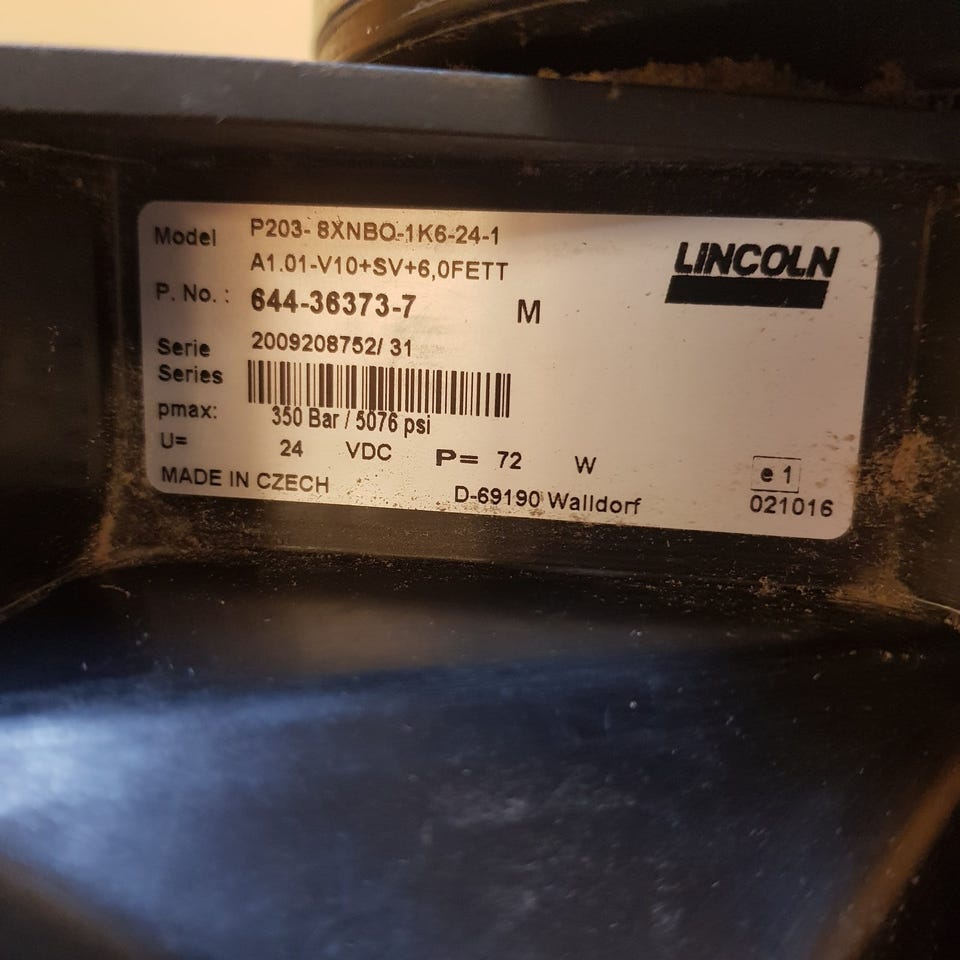 Model P203- 8XNBO-1K6-24-1
A1.01-V10+SV+6,0FETT
LINCOLN
P. No. : 644-36373-7 M
Serie 2009208752/ 31
Series
pmax: 350 Bar / 5076 psi
U= 24 VDC P= 72 W
MADE IN CZECH D-69190 Walldorf
e 1
021016